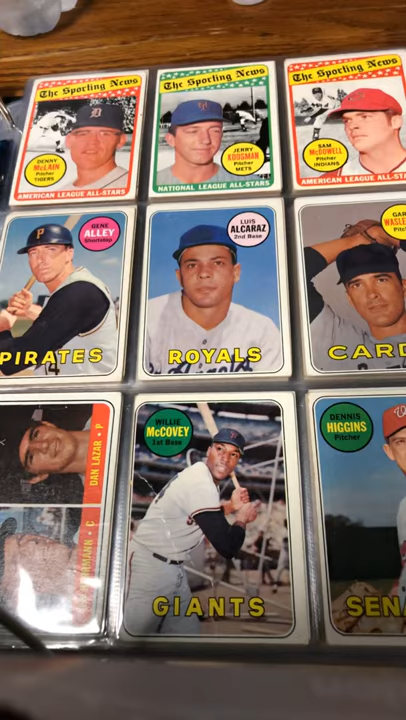 The Sporting News
DENNY
McLAIN
Pitcher
TIGERS
AMERICAN LEAGUE ALL-STARS
The Sporting News
JERRY
KOOSMAN
Pitcher
METS
NATIONAL LEAGUE ALL-STARS
The Sporting News
SAM
McDOWELL
Pitcher
INDIANS
AMERICAN LEAGUE ALL-STARS
P
GENE
ALLEY
Shortstop
PIRATES
LUIS
ALCARAZ
2nd Base
ROYALS
CARD
DAN LAZAR • P
WILLIE
McCOVEY
1st Base
GIANTS
DENNIS
HIGGINS
Pitcher
SEN